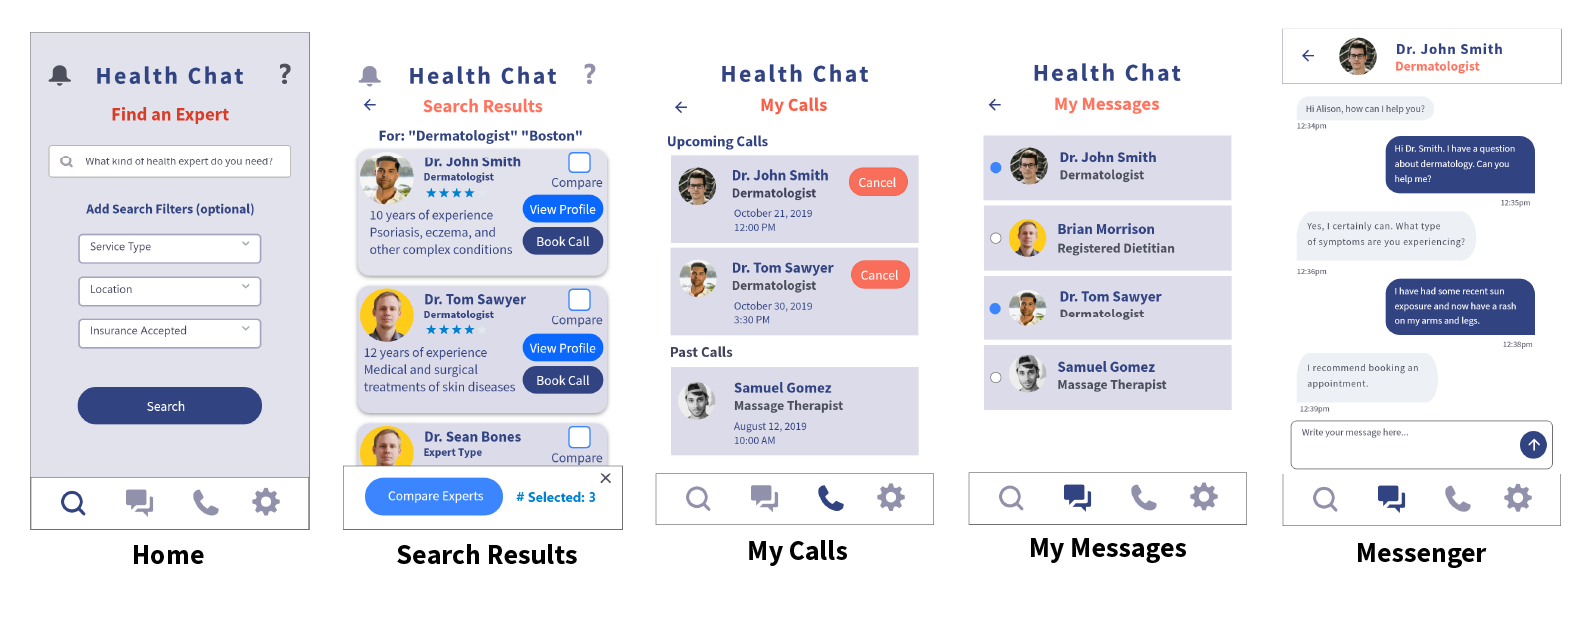 Health Chat
?
Find an Expert
What kind of health expert do you need?
Add Search Filters (optional)
Service Type
Location
Insurance Accepted
Search
Home
Health Chat
?
Search Results
For: "Dermatologist" "Boston"
Dr. John Smith
Dermatologist
Compare
View Profile
10 years of experience
Psoriasis, eczema, and
other complex conditions
Book Call
Dr. Tom Sawyer
Dermatologist
Compare
View Profile
12 years of experience
Medical and surgical
treatments of skin diseases
Book Call
Dr. Sean Bones
Expert Type
Compare
Compare Experts
# Selected: 3
Search Results
Health Chat
My Calls
Upcoming Calls
Dr. John Smith
Dermatologist
October 21, 2019
12:00 PM
Cancel
Dr. Tom Sawyer
Dermatologist
October 30, 2019
3:30 PM
Cancel
Past Calls
Samuel Gomez
Massage Therapist
August 12, 2019
10:00 AM
My Calls
Health Chat
My Messages
Dr. John Smith
Dermatologist
Brian Morrison
Registered Dietitian
Dr. Tom Sawyer
Dermatologist
Samuel Gomez
Massage Therapist
My Messages
Dr. John Smith
Dermatologist
Hi Alison, how can I help you?
12:34pm
Hi Dr. Smith. I have a question
about dermatology. Can you
help me?
12:35pm
Yes, I certainly can. What type
of symptoms are you experiencing?
12:36pm
I have had some recent sun
exposure and now have a rash
on my arms and legs.
12:38pm
I recommend booking an
appointment.
12:39pm
Write your message here...
Messenger